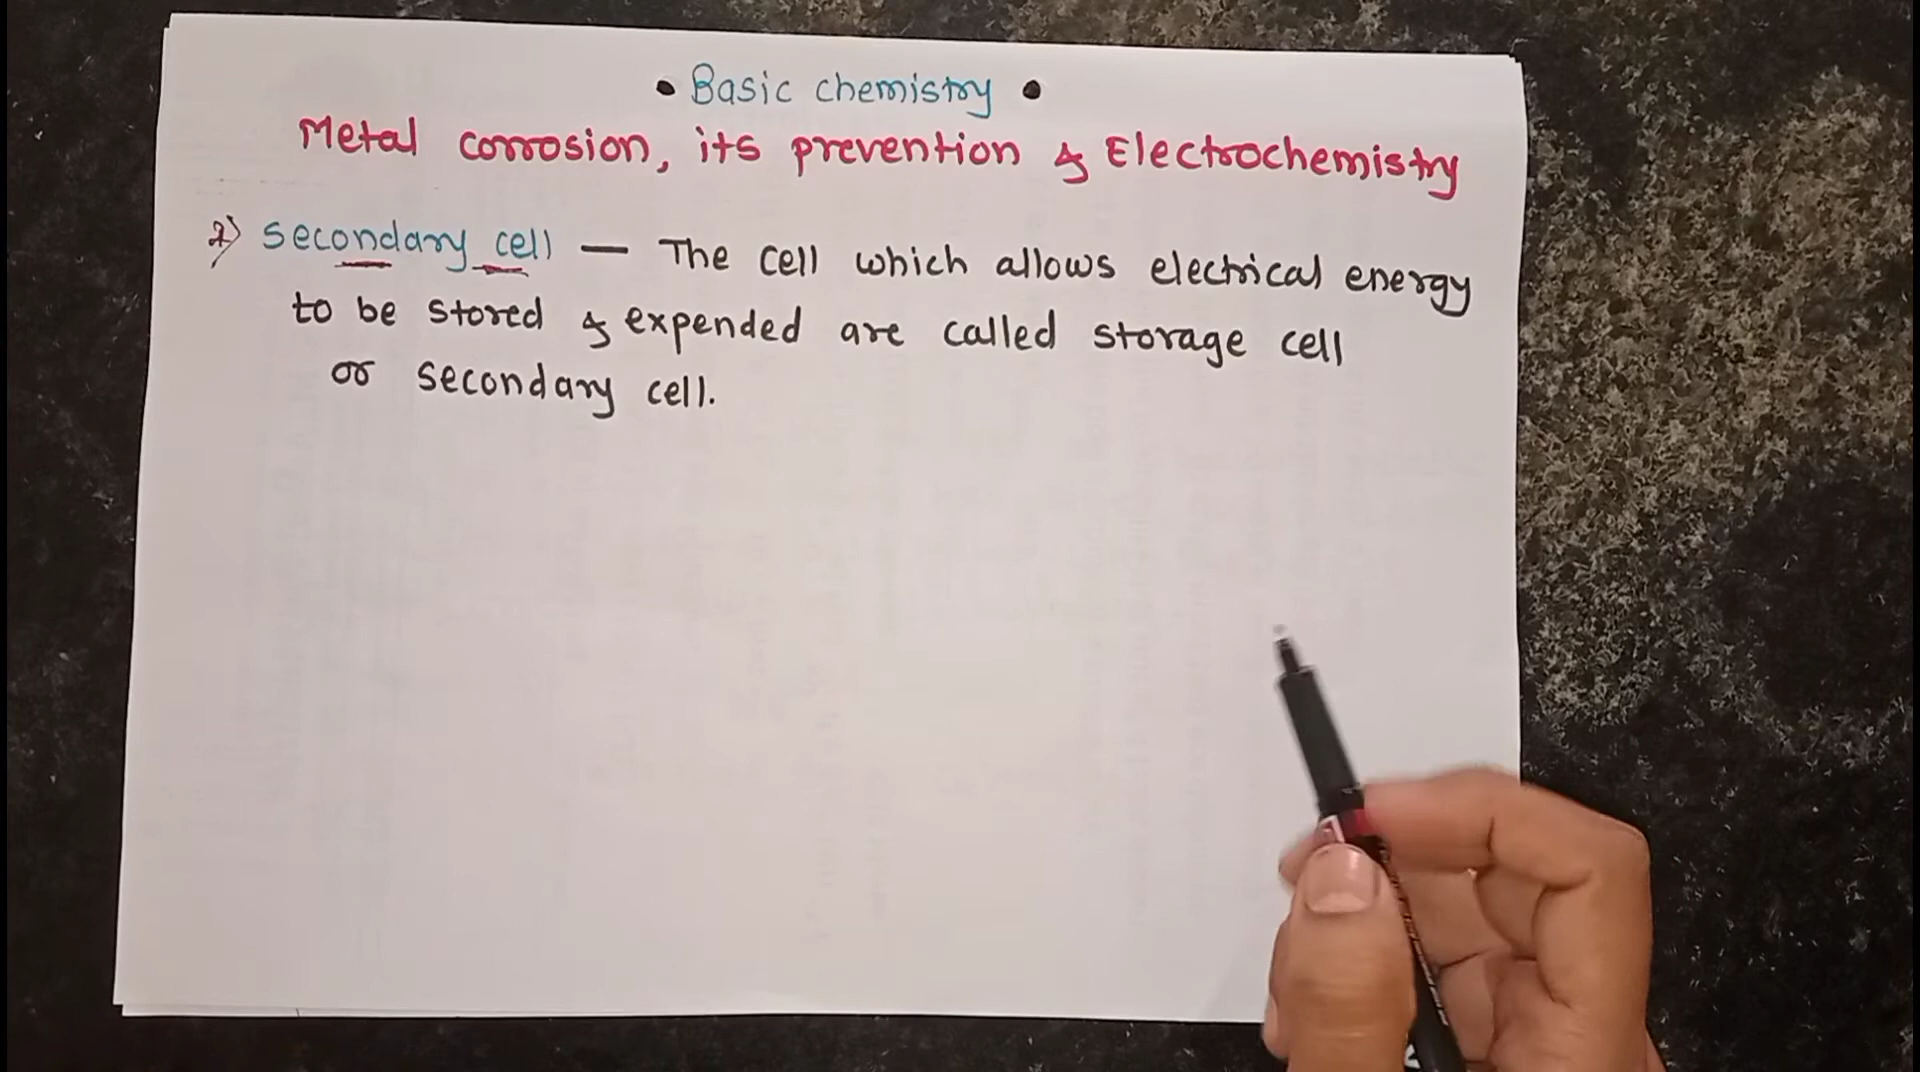 • Basic chemistry •
Metal corrosion, its prevention & Electrochemistry
2) Secondary cell — The cell which allows electrical energy
to be stored & expended are called storage cell
or secondary cell.